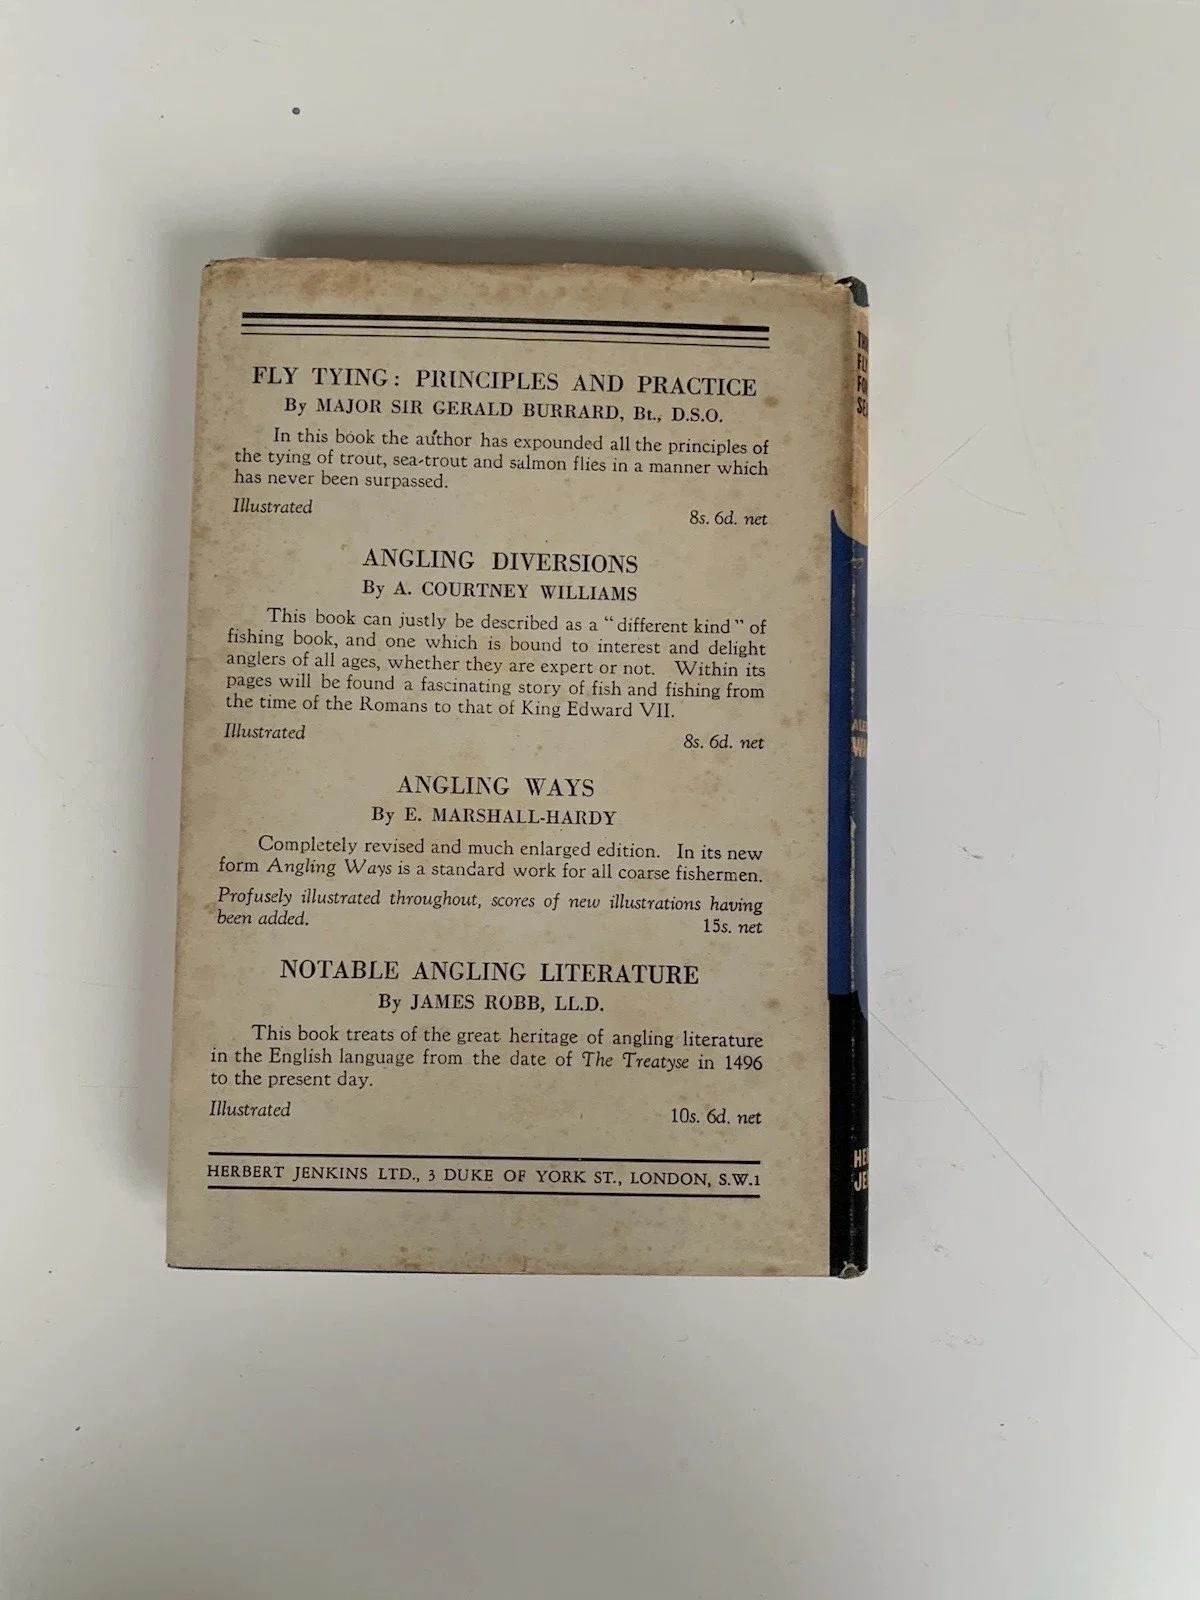 FLY TYING: PRINCIPLES AND PRACTICE
By MAJOR SIR GERALD BURRARD, Bt., D.S.O.
In this book the author has expounded all the principles of
the tying of trout, sea-trout and salmon flies in a manner which
has never been surpassed.
Illustrated 8s. 6d. net
ANGLING DIVERSIONS
By A. COURTNEY WILLIAMS
This book can justly be described as a “different kind” of
fishing book, and one which is bound to interest and delight
anglers of all ages, whether they are expert or not. Within its
pages will be found a fascinating story of fish and fishing from
the time of the Romans to that of King Edward VII.
Illustrated 8s. 6d. net
ANGLING WAYS
By E. MARSHALL-HARDY
Completely revised and much enlarged edition. In its new
form Angling Ways is a standard work for all coarse fishermen.
Profusely illustrated throughout, scores of new illustrations having
been added. 15s. net
NOTABLE ANGLING LITERATURE
By JAMES ROBB, LL.D.
This book treats of the great heritage of angling literature
in the English language from the date of The Treatyse in 1496
to the present day.
Illustrated 10s. 6d. net
HERBERT JENKINS LTD., 3 DUKE OF YORK ST., LONDON, S.W.1